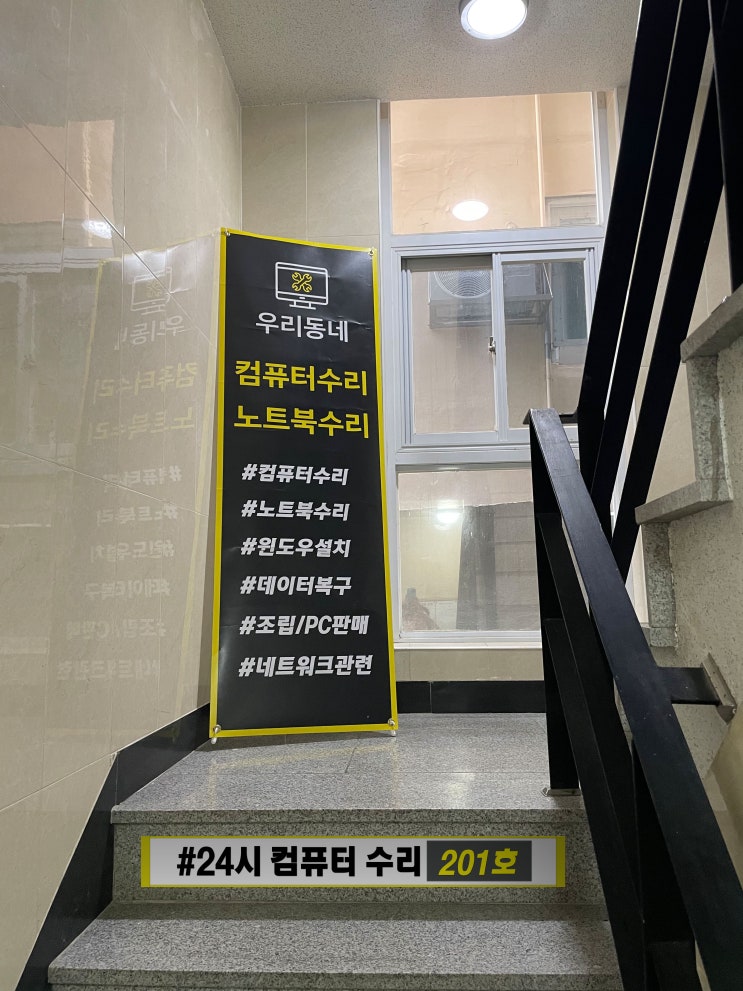 우리동네
컴퓨터수리
노트북수리
#컴퓨터수리
#노트북수리
#윈도우설치
#데이터복구
#조립/PC판매
#네트워크관련
#24시 컴퓨터 수리 201호